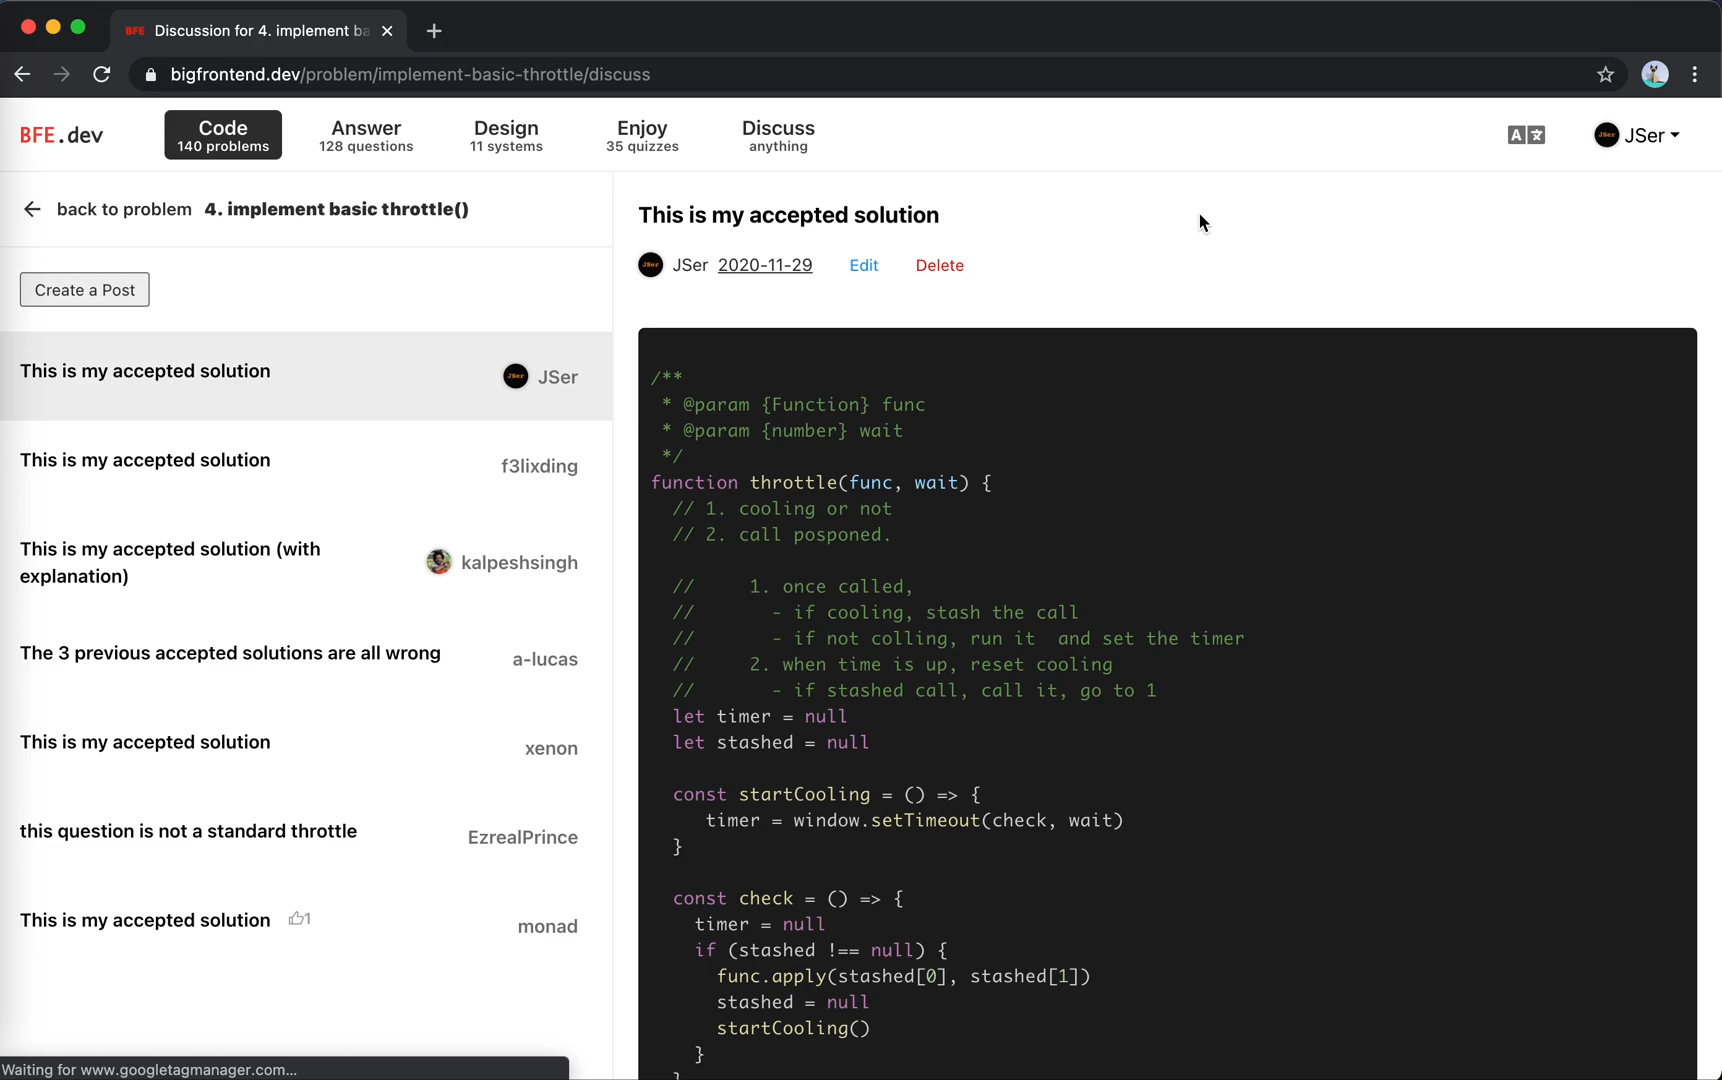 BFE Discussion for 4. implement ba
bigfrontend.dev/problem/implement-basic-throttle/discuss
BFE.dev
Code
140 problems
Answer
128 questions
Design
11 systems
Enjoy
35 quizzes
Discuss
anything
A 文
JSer JSer
back to problem 4. implement basic throttle()
Create a Post
This is my accepted solution
JSer JSer
This is my accepted solution
f3lixding
This is my accepted solution (with
explanation)
kalpeshsingh
The 3 previous accepted solutions are all wrong
a-lucas
This is my accepted solution
xenon
this question is not a standard throttle
EzrealPrince
This is my accepted solution 1
monad
Waiting for www.googletagmanager.com...
This is my accepted solution
JSer JSer 2020-11-29 Edit Delete
/**
 * @param {Function} func
 * @param {number} wait
 */
function throttle(func, wait) {
  // 1. cooling or not
  // 2. call posponed.
  //     1. once called,
  //       - if cooling, stash the call
  //       - if not colling, run it  and set the timer
  //     2. when time is up, reset cooling
  //       - if stashed call, call it, go to 1
  let timer = null
  let stashed = null
  const startCooling = () => {
     timer = window.setTimeout(check, wait)
  }
  const check = () => {
    timer = null
    if (stashed !== null) {
      func.apply(stashed[0], stashed[1])
      stashed = null
      startCooling()
    }
  }